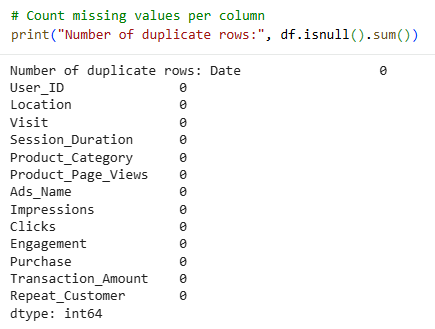 # Count missing values per column
print("Number of duplicate rows:", df.isnull().sum())
Number of duplicate rows: Date 0
User_ID 0
Location 0
Visit 0
Session_Duration 0
Product_Category 0
Product_Page_Views 0
Ads_Name 0
Impressions 0
Clicks 0
Engagement 0
Purchase 0
Transaction_Amount 0
Repeat_Customer 0
dtype: int64